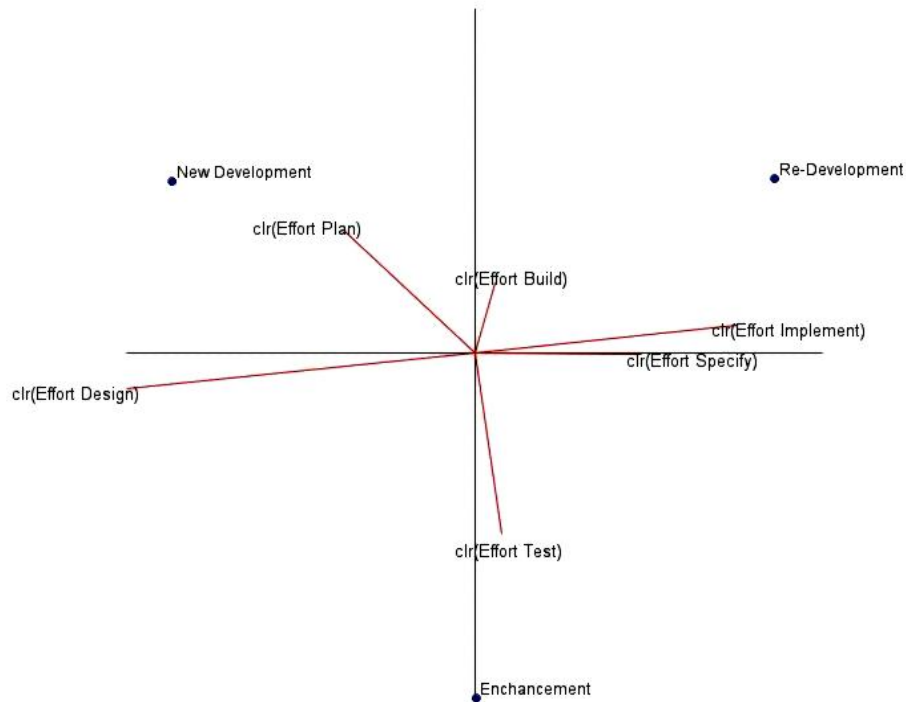 New Development
Re-Development
clr(Effort Plan)
clr(Effort Build)
clr(Effort Implement)
clr(Effort Specify)
clr(Effort Design)
clr(Effort Test)
Enchancement